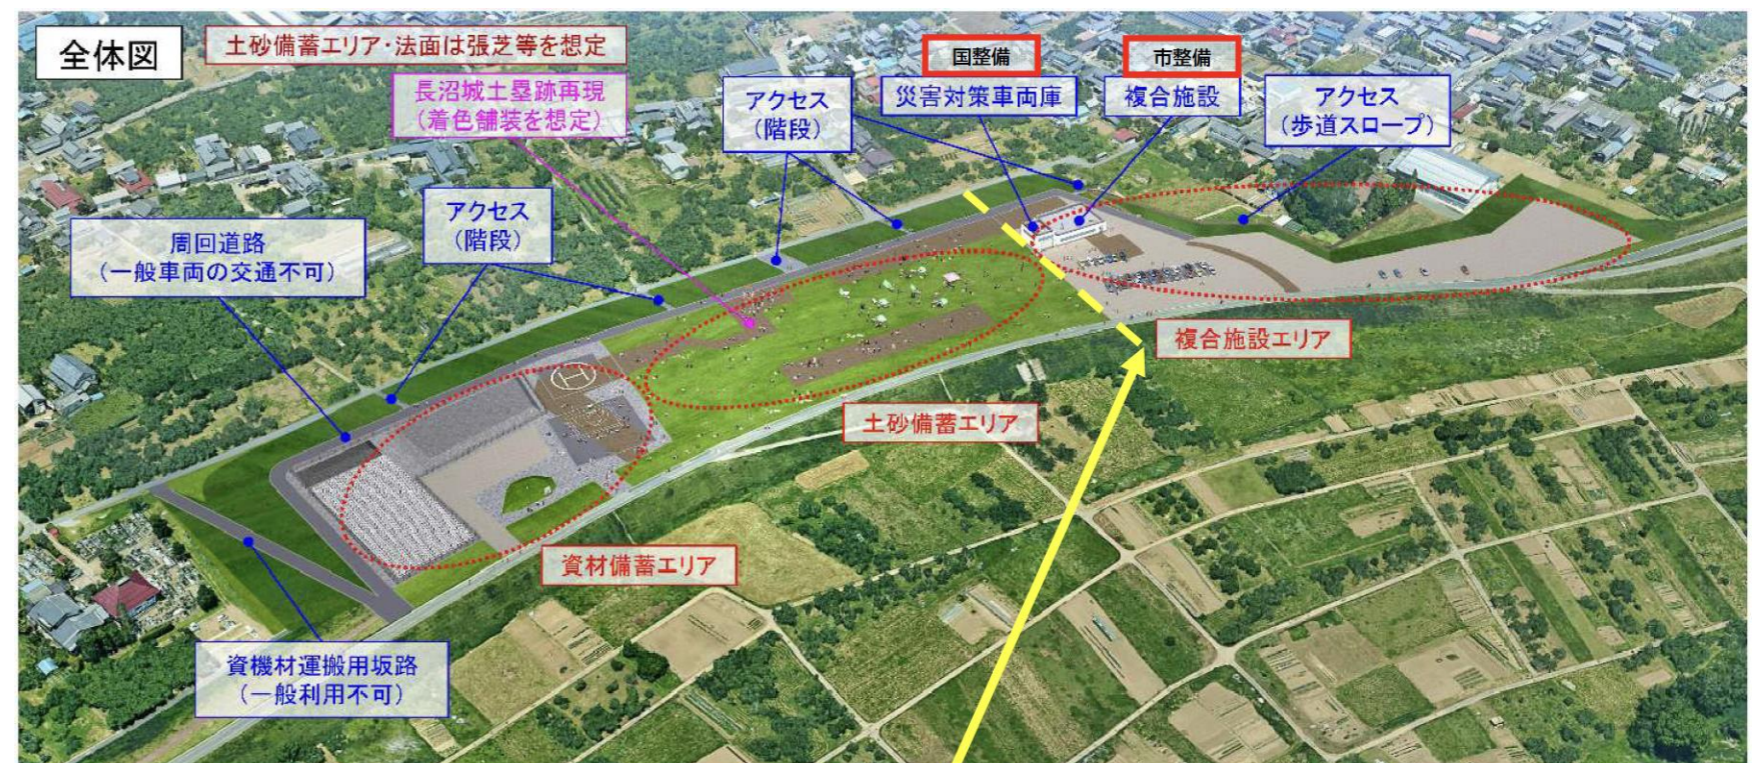 全体図
土砂備蓄エリア・法面は張芝等を想定
長沼城土塁跡再現
(着色舗装を想定)
アクセス
(階段)
国整備
災害対策車両庫
市整備
複合施設
アクセス
(歩道スロープ)
アクセス
(階段)
周回道路
(一般車両の交通不可)
複合施設エリア
土砂備蓄エリア
資材備蓄エリア
資機材運搬用坂路
(一般利用不可)
H